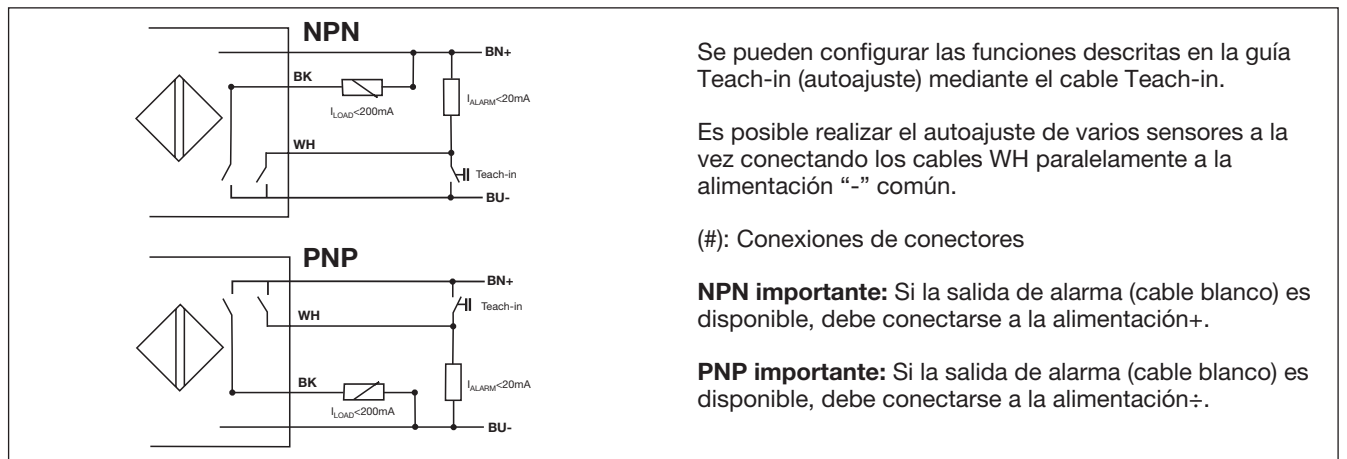 NPN
BN+
BK
I_LOAD<200mA
I_ALARM<20mA
WH
Teach-in
BU-
PNP
BN+
Teach-in
WH
BK
I_LOAD<200mA
I_ALARM<20mA
BU-
Se pueden configurar las funciones descritas en la guía
Teach-in (autoajuste) mediante el cable Teach-in.
Es posible realizar el autoajuste de varios sensores a la
vez conectando los cables WH paralelamente a la
alimentación “-” común.
(#): Conexiones de conectores
NPN importante: Si la salida de alarma (cable blanco) es
disponible, debe conectarse a la alimentación+.
PNP importante: Si la salida de alarma (cable blanco) es
disponible, debe conectarse a la alimentación÷.